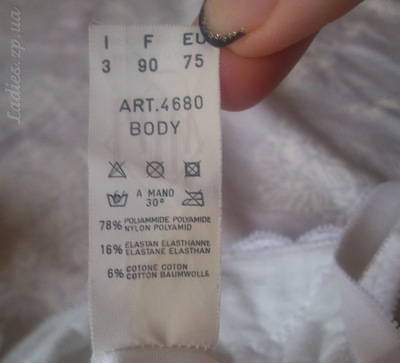 I F EU
3 90 75
ART.4680
BODY
A MANO
30°
78% POLIAMMIDE POLYAMIDE
NYLON POLYAMID
16% ELASTAN ELASTHANNE
ELASTANE ELASTHAN
6% COTONE COTON
COTTON BAUMWOLLE
Ladies.zp.ua